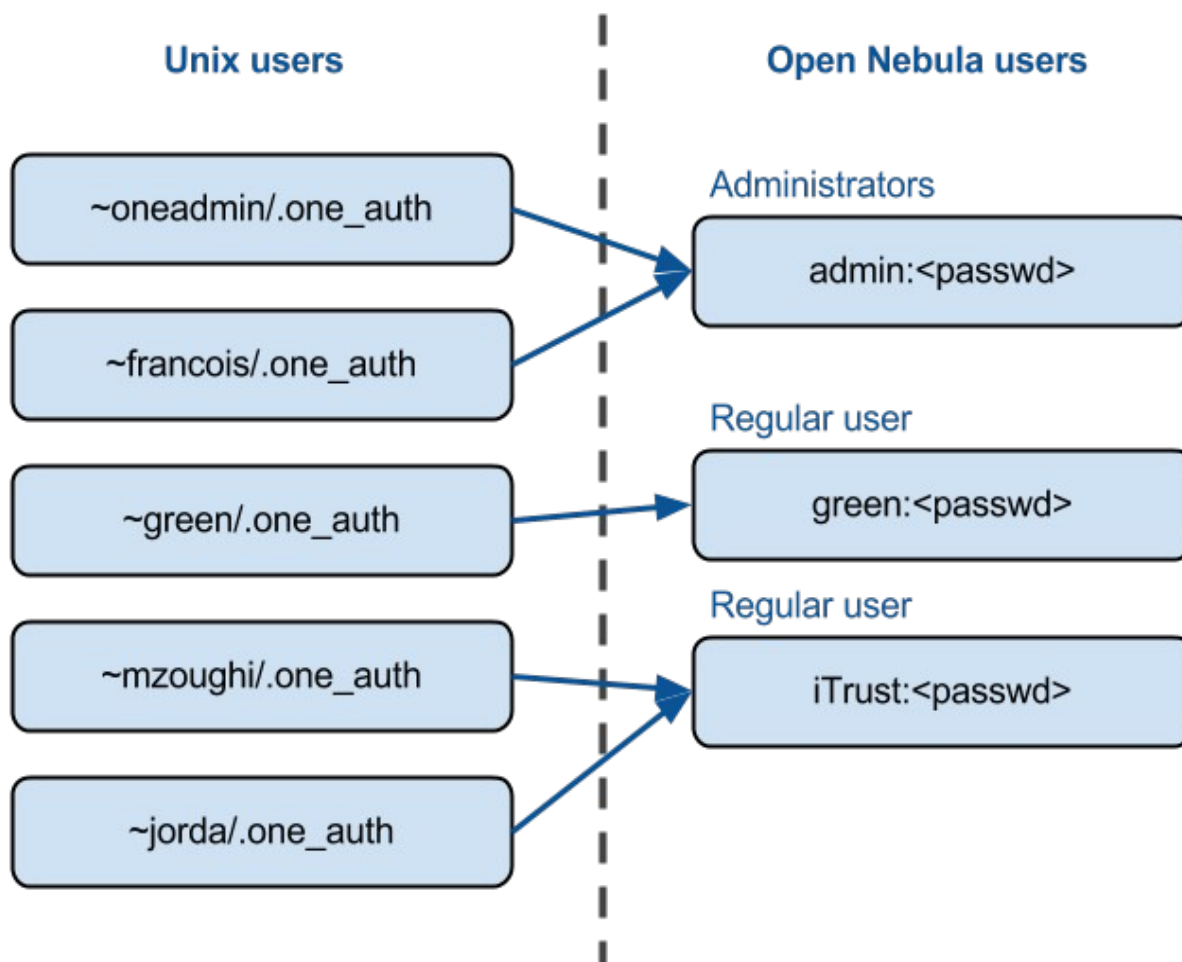 Unix users
Open Nebula users
~oneadmin/.one_auth
~francois/.one_auth
~green/.one_auth
~mzoughi/.one_auth
~jorda/.one_auth
Administrators
admin:<passwd>
Regular user
green:<passwd>
Regular user
iTrust:<passwd>